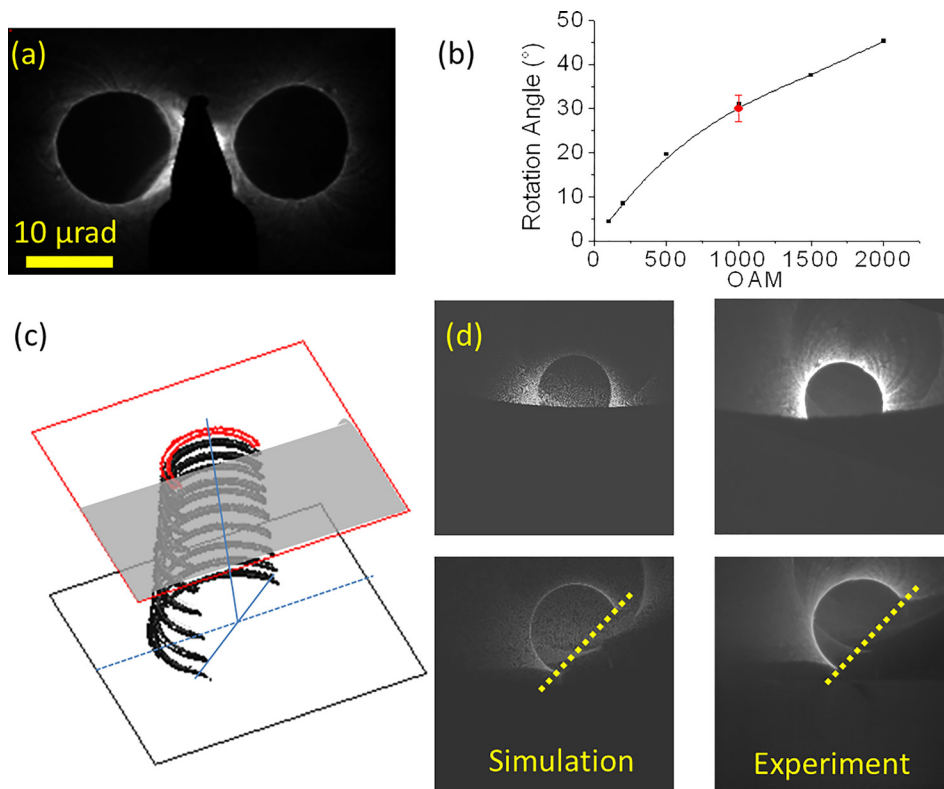 (a)
10 μrad
(b)
Rotation Angle (°)
50
40
30
20
10
0
0
500
1000
1500
2000
OAM
(c)
(d)
Simulation
Experiment